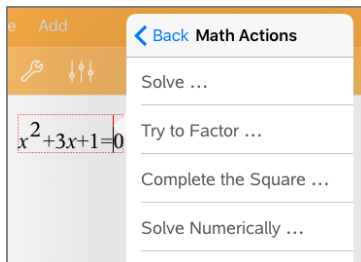 e Add
Back Math Actions
Solve ...
Try to Factor ...
x²+3x+1=0
Complete the Square ...
Solve Numerically ...